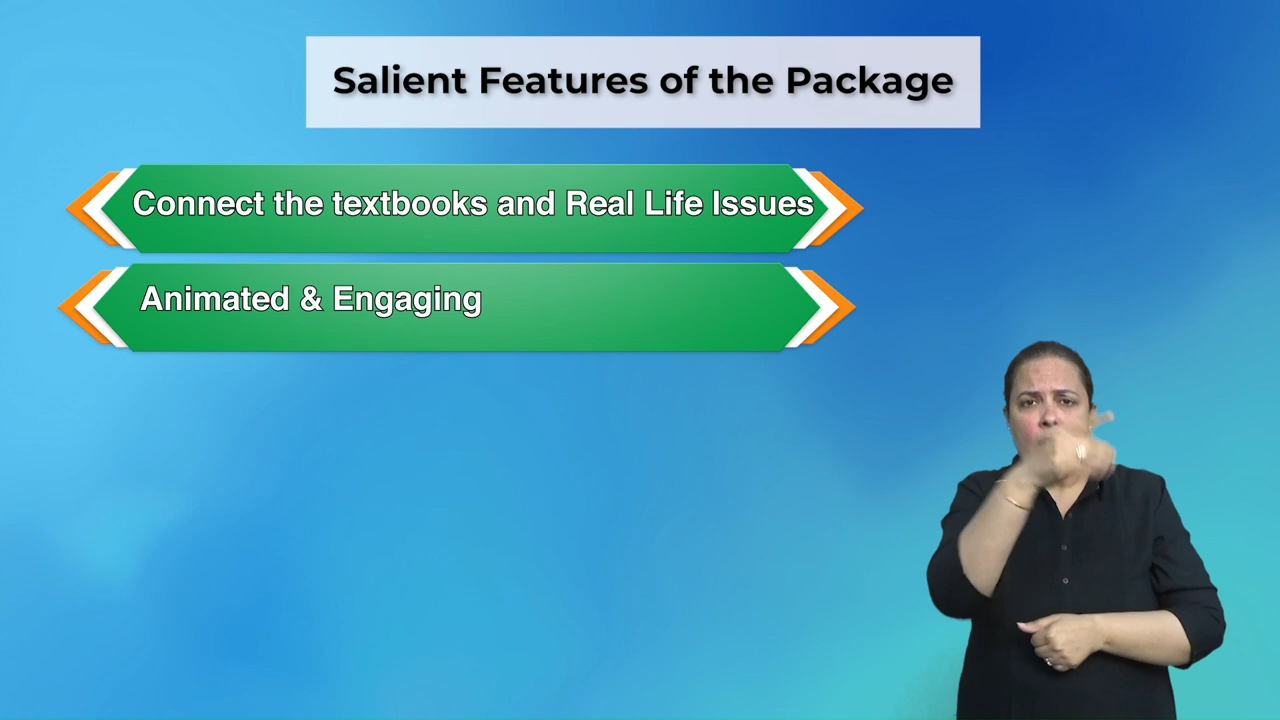 Salient Features of the Package
Connect the textbooks and Real Life Issues
Animated & Engaging